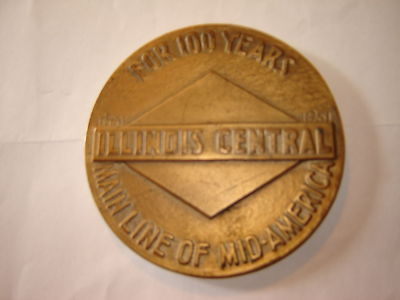 FOR 100 YEARS
1851 1951
ILLINOIS CENTRAL
MAIN LINE OF MID-AMERICA